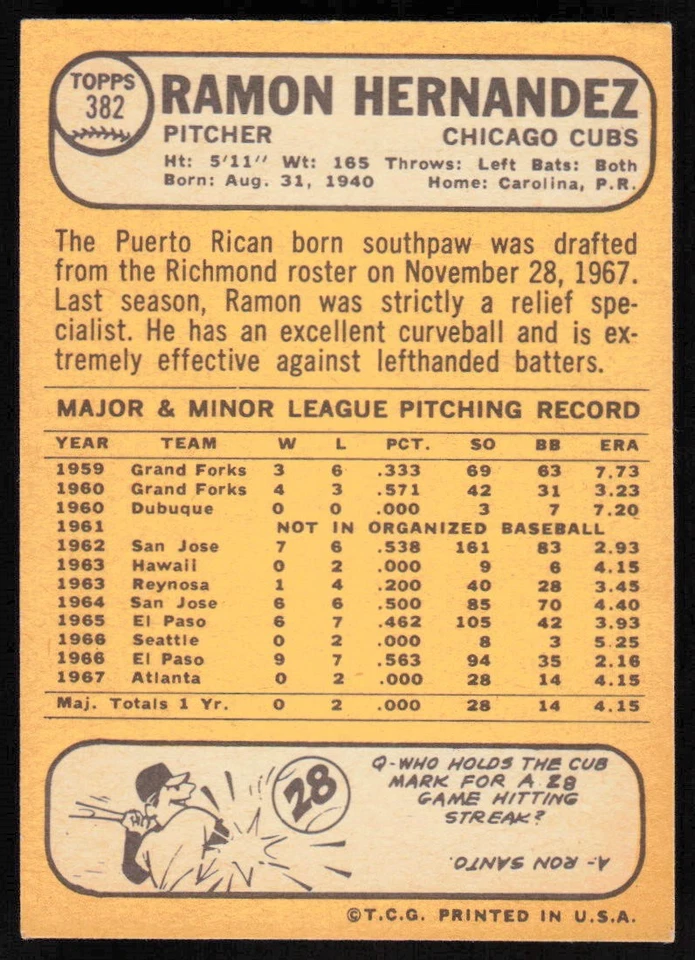 TOPPS
382
RAMON HERNANDEZ
PITCHER CHICAGO CUBS
Ht: 5'11" Wt: 165 Throws: Left Bats: Both
Born: Aug. 31, 1940 Home: Carolina, P.R.
The Puerto Rican born southpaw was drafted
from the Richmond roster on November 28, 1967.
Last season, Ramon was strictly a relief spe-
cialist. He has an excellent curveball and is ex-
tremely effective against lefthanded batters.
MAJOR & MINOR LEAGUE PITCHING RECORD
YEAR TEAM W L PCT. SO BB ERA
1959 Grand Forks 3 6 .333 69 63 7.73
1960 Grand Forks 4 3 .571 42 31 3.23
1960 Dubuque 0 0 .000 3 7 7.20
1961 NOT IN ORGANIZED BASEBALL
1962 San Jose 7 6 .538 161 83 2.93
1963 Hawaii 0 2 .000 9 6 4.15
1963 Reynosa 1 4 .200 40 28 3.45
1964 San Jose 6 6 .500 85 70 4.40
1965 El Paso 6 7 .462 105 42 3.93
1966 Seattle 0 2 .000 8 3 5.25
1966 El Paso 9 7 .563 94 35 2.16
1967 Atlanta 0 2 .000 28 14 4.15
Maj. Totals 1 Yr. 0 2 .000 28 14 4.15
28
Q-WHO HOLDS THE CUB
MARK FOR A 28
GAME HITTING
STREAK?
A- RON SANTO.
©T.C.G. PRINTED IN U.S.A.